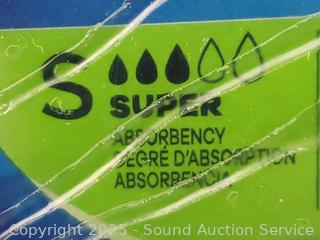 S
SUPER
ABSORBENCY
DEGRÉ D'ABSORPTION
ABSORBENCIA
Copyright 2025 - Sound Auction Service